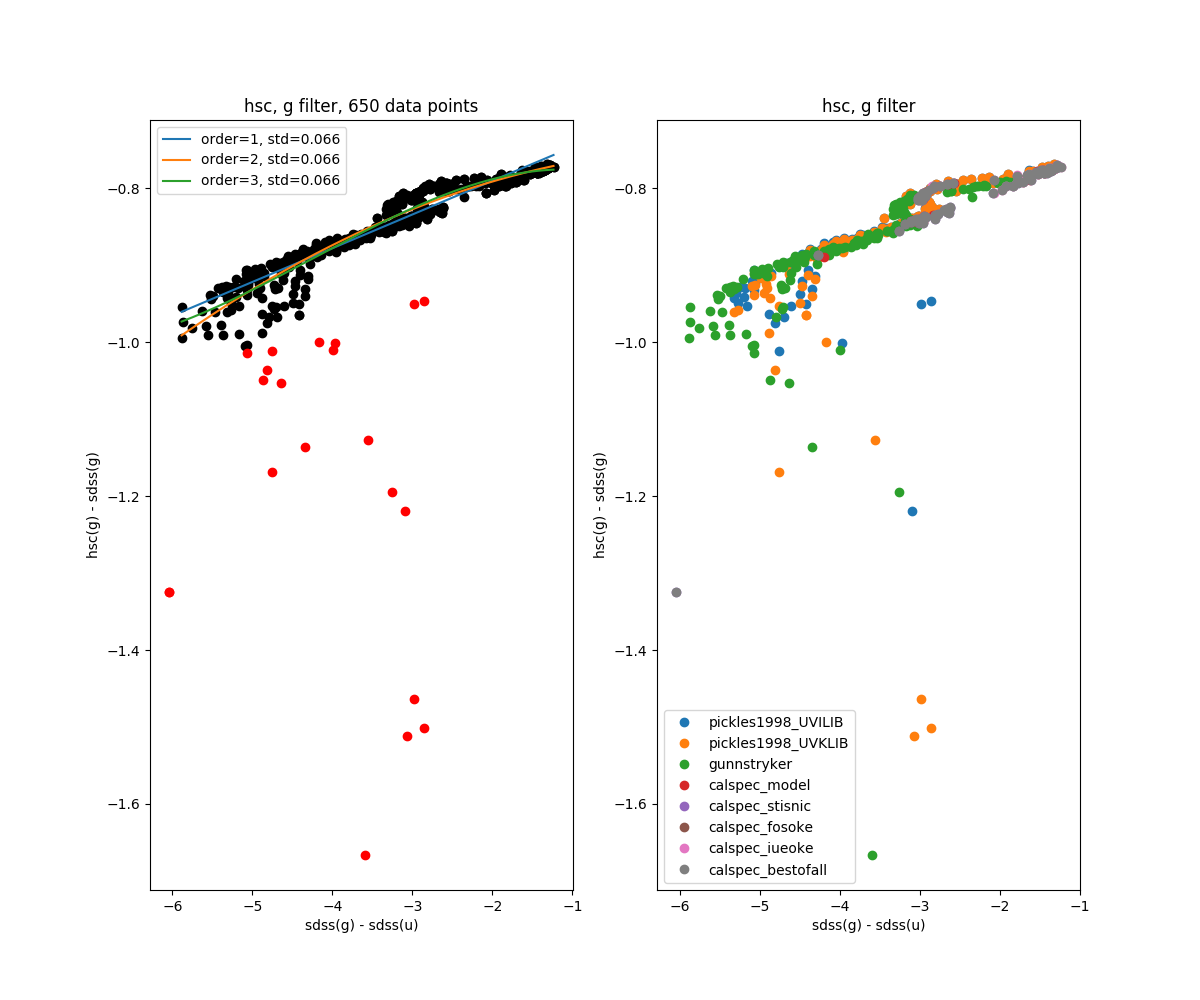 hsc, g filter, 650 data points
order=1, std=0.066
order=2, std=0.066
order=3, std=0.066
−0.8
−1.0
−1.2
−1.4
−1.6
hsc(g) - sdss(g)
−6 −5 −4 −3 −2 −1
sdss(g) - sdss(u)
hsc, g filter
−0.8
−1.0
−1.2
−1.4
−1.6
hsc(g) - sdss(g)
pickles1998_UVILIB
pickles1998_UVKLIB
gunnstryker
calspec_model
calspec_stisnic
calspec_fosoke
calspec_iueoke
calspec_bestofall
−6 −5 −4 −3 −2 −1
sdss(g) - sdss(u)